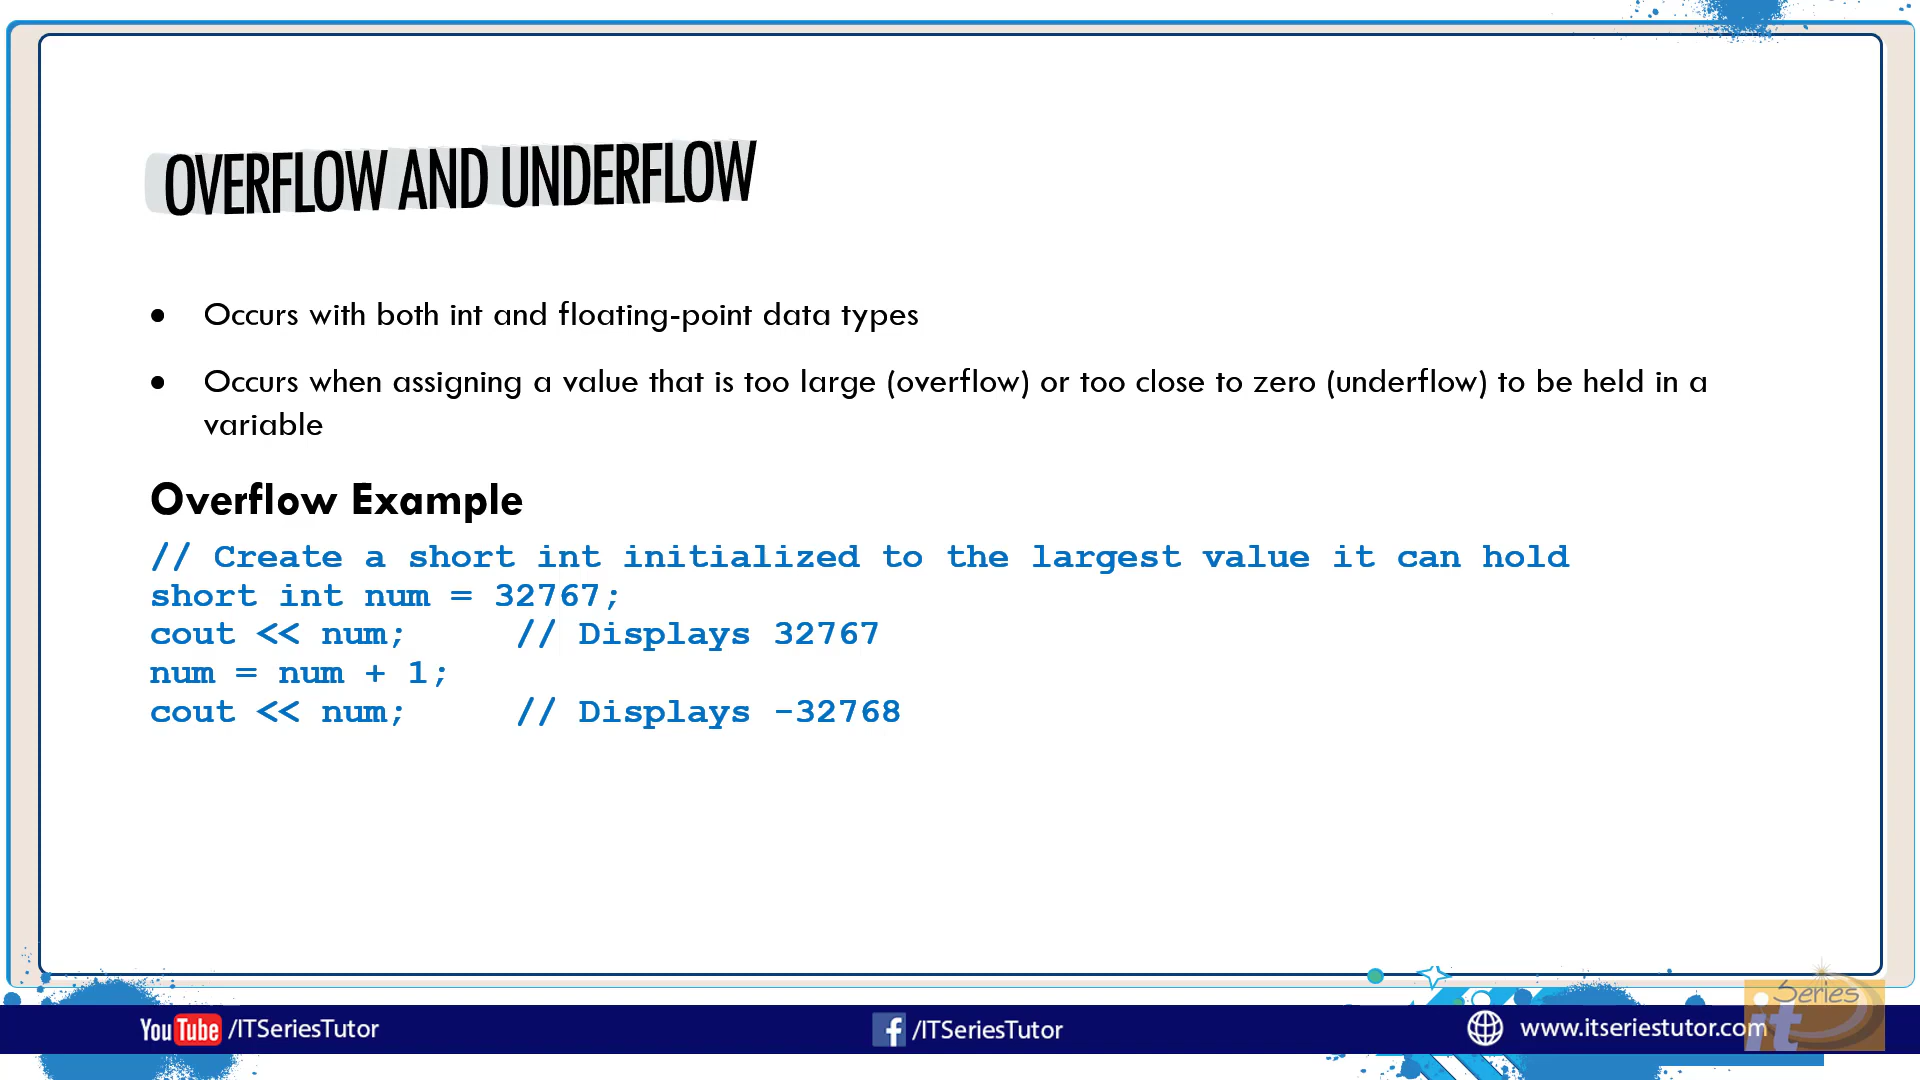 OVERFLOW AND UNDERFLOW
● Occurs with both int and floating-point data types
● Occurs when assigning a value that is too large (overflow) or too close to zero (underflow) to be held in a
variable
Overflow Example
// Create a short int initialized to the largest value it can hold
short int num = 32767;
cout << num;     // Displays 32767
num = num + 1;
cout << num;     // Displays -32768
YouTube /ITSeriesTutor
f /ITSeriesTutor
www.itseriestutor.com
Series
it